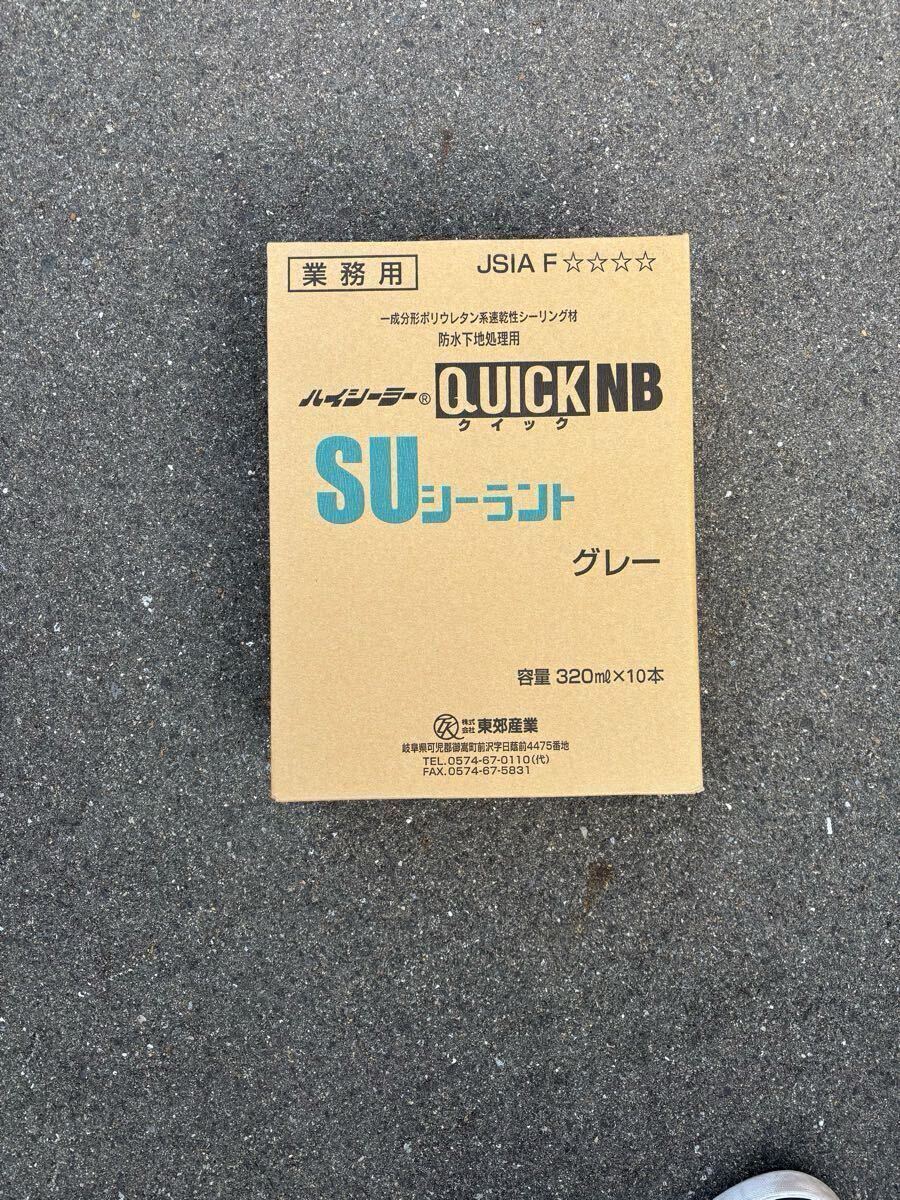 業務用
JSIA F☆☆☆☆
一成分形ポリウレタン系速乾性シーリング材
防水下地処理用
ハイシーラー® QUICK NB
クイック
SUシーラント
グレー
容量 320ml×10本
TK 株式会社 東郊産業
岐阜県可児郡御嵩町前沢字日蔭前4475番地
TEL.0574-67-0110(代)
FAX.0574-67-5831